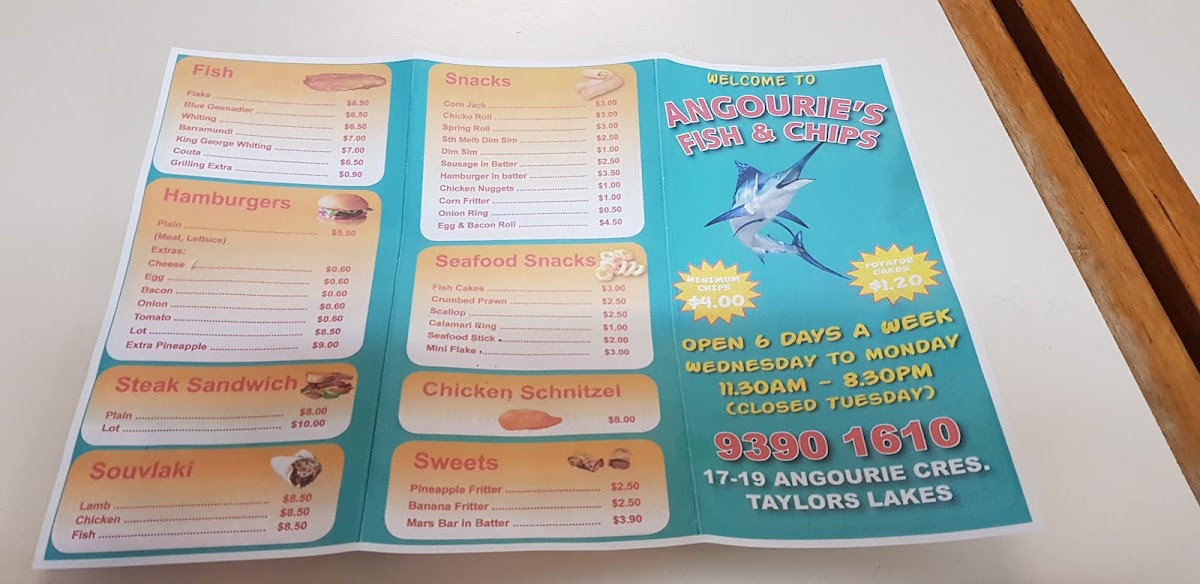 Fish
Flake ........ $6.50
Blue Geenadier ........ $6.50
Whiting ........ $6.50
Barramundi ........ $7.00
King George Whiting ........ $7.00
Couta ........ $6.50
Grilling Extra ........ $0.90
Hamburgers
Plain ........ $5.50
(Meat, Lettuce)
Extras:
Cheese ........ $0.60
Egg ........ $0.60
Bacon ........ $0.60
Onion ........ $0.60
Tomato ........ $0.60
Lot ........ $8.50
Extra Pineapple ........ $9.00
Steak Sandwich
Plain ........ $8.00
Lot ........ $10.00
Souvlaki
Lamb ........ $8.50
Chicken ........ $8.50
Fish ........ $8.50
Snacks
Corn Jack ........ $3.00
Chicko Roll ........ $3.00
Spring Roll ........ $3.00
Sth Melb Dim Sim ........ $2.50
Dim Sim ........ $1.00
Sausage in Batter ........ $2.50
Hamburger in batter ........ $3.50
Chicken Nuggets ........ $1.00
Corn Fritter ........ $1.00
Onion Ring ........ $0.50
Egg & Bacon Roll ........ $4.50
Seafood Snacks
Fish Cakes ........ $3.00
Crumbed Prawn ........ $2.50
Scallop ........ $2.50
Calamari Ring ........ $1.00
Seafood Stick ........ $2.00
Mini Flake ........ $3.00
Chicken Schnitzel
$8.00
Sweets
Pineapple Fritter ........ $2.50
Banana Fritter ........ $2.50
Mars Bar in Batter ........ $3.90
WELCOME TO
ANGOURIE'S
FISH & CHIPS
MINIMUM
CHIPS
$4.00
POTATOE
CAKES
$1.20
OPEN 6 DAYS A WEEK
WEDNESDAY TO MONDAY
11.30AM - 8.30PM
(CLOSED TUESDAY)
9390 1610
17-19 ANGOURIE CRES.
TAYLORS LAKES